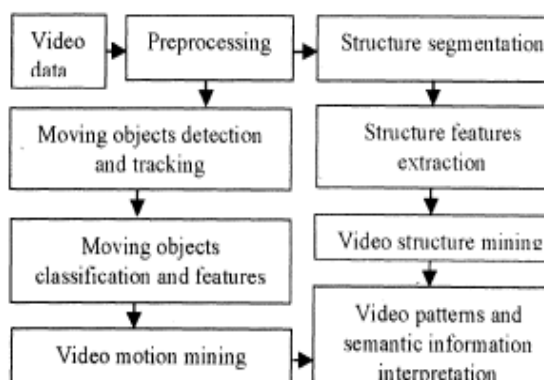 Video
data
Preprocessing
Structure segmentation
Moving objects detection
and tracking
Structure features
extraction
Moving objects
classification and features
Video structure mining
Video motion mining
Video patterns and
semantic information
interpretation